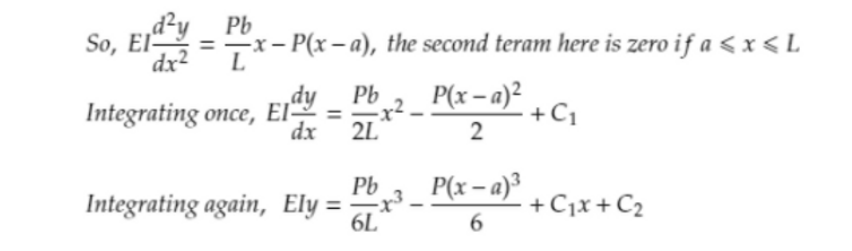 So, EI d²y/dx² = Pb/L x − P(x − a), the second teram here is zero if a ⩽ x ⩽ L
Integrating once, EI dy/dx = Pb/2L x² − P(x − a)²/2 + C₁
Integrating again, Ely = Pb/6L x³ − P(x − a)³/6 + C₁x + C₂